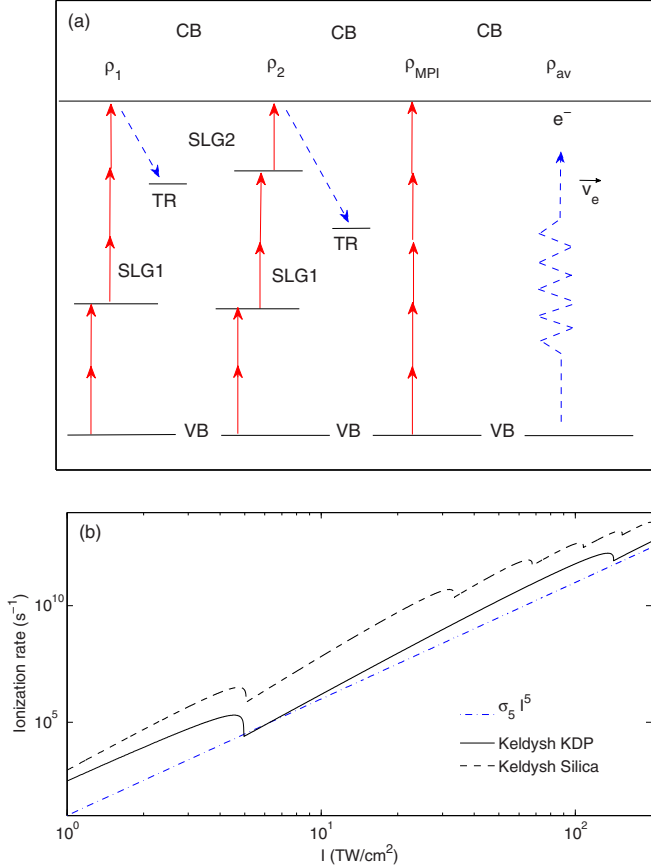 (a)
CB CB CB
ρ1 ρ2 ρMPI ρav
e−
SLG2
TR
ve
TR
SLG1 SLG1
VB VB VB
(b)
Ionization rate (s−1)
10^10
10^5
σ5 I^5
Keldysh KDP
Keldysh Silica
10^0 10^1 10^2
I (TW/cm2)